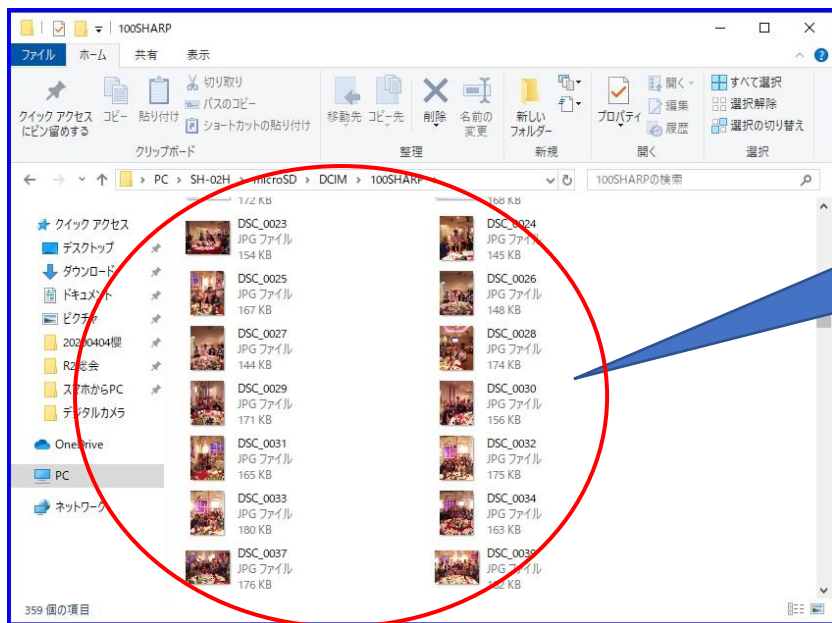 100SHARP
ファイル ホーム 共有 表示
クイック アクセス
にピン留めする
コピー
貼り付け
切り取り
パスのコピー
ショートカットの貼り付け
移動先
コピー先
削除
名前の
変更
新しい
フォルダー
プロパティ
開く
編集
履歴
すべて選択
選択解除
選択の切り替え
クリップボード 整理 新規 開く 選択
PC › SH-02H › microSD › DCIM › 100SHARP
100SHARPの検索
クイック アクセス
デスクトップ
ダウンロード
ドキュメント
ピクチャ
20200404櫻
R2総会
スマホからPC
デジタルカメラ
OneDrive
PC
ネットワーク
172 KB 168 KB
DSC_0023 DSC_0024
JPG ファイル JPG ファイル
154 KB 145 KB
DSC_0025 DSC_0026
JPG ファイル JPG ファイル
167 KB 148 KB
DSC_0027 DSC_0028
JPG ファイル JPG ファイル
144 KB 174 KB
DSC_0029 DSC_0030
JPG ファイル JPG ファイル
171 KB 156 KB
DSC_0031 DSC_0032
JPG ファイル JPG ファイル
165 KB 175 KB
DSC_0033 DSC_0034
JPG ファイル JPG ファイル
180 KB 163 KB
DSC_0037 DSC_0038
JPG ファイル JPG ファイル
176 KB KB
359 個の項目